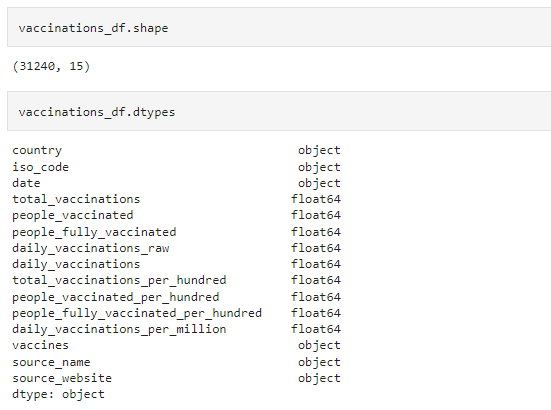 vaccinations_df.shape
(31240, 15)
vaccinations_df.dtypes
country object
iso_code object
date object
total_vaccinations float64
people_vaccinated float64
people_fully_vaccinated float64
daily_vaccinations_raw float64
daily_vaccinations float64
total_vaccinations_per_hundred float64
people_vaccinated_per_hundred float64
people_fully_vaccinated_per_hundred float64
daily_vaccinations_per_million float64
vaccines object
source_name object
source_website object
dtype: object